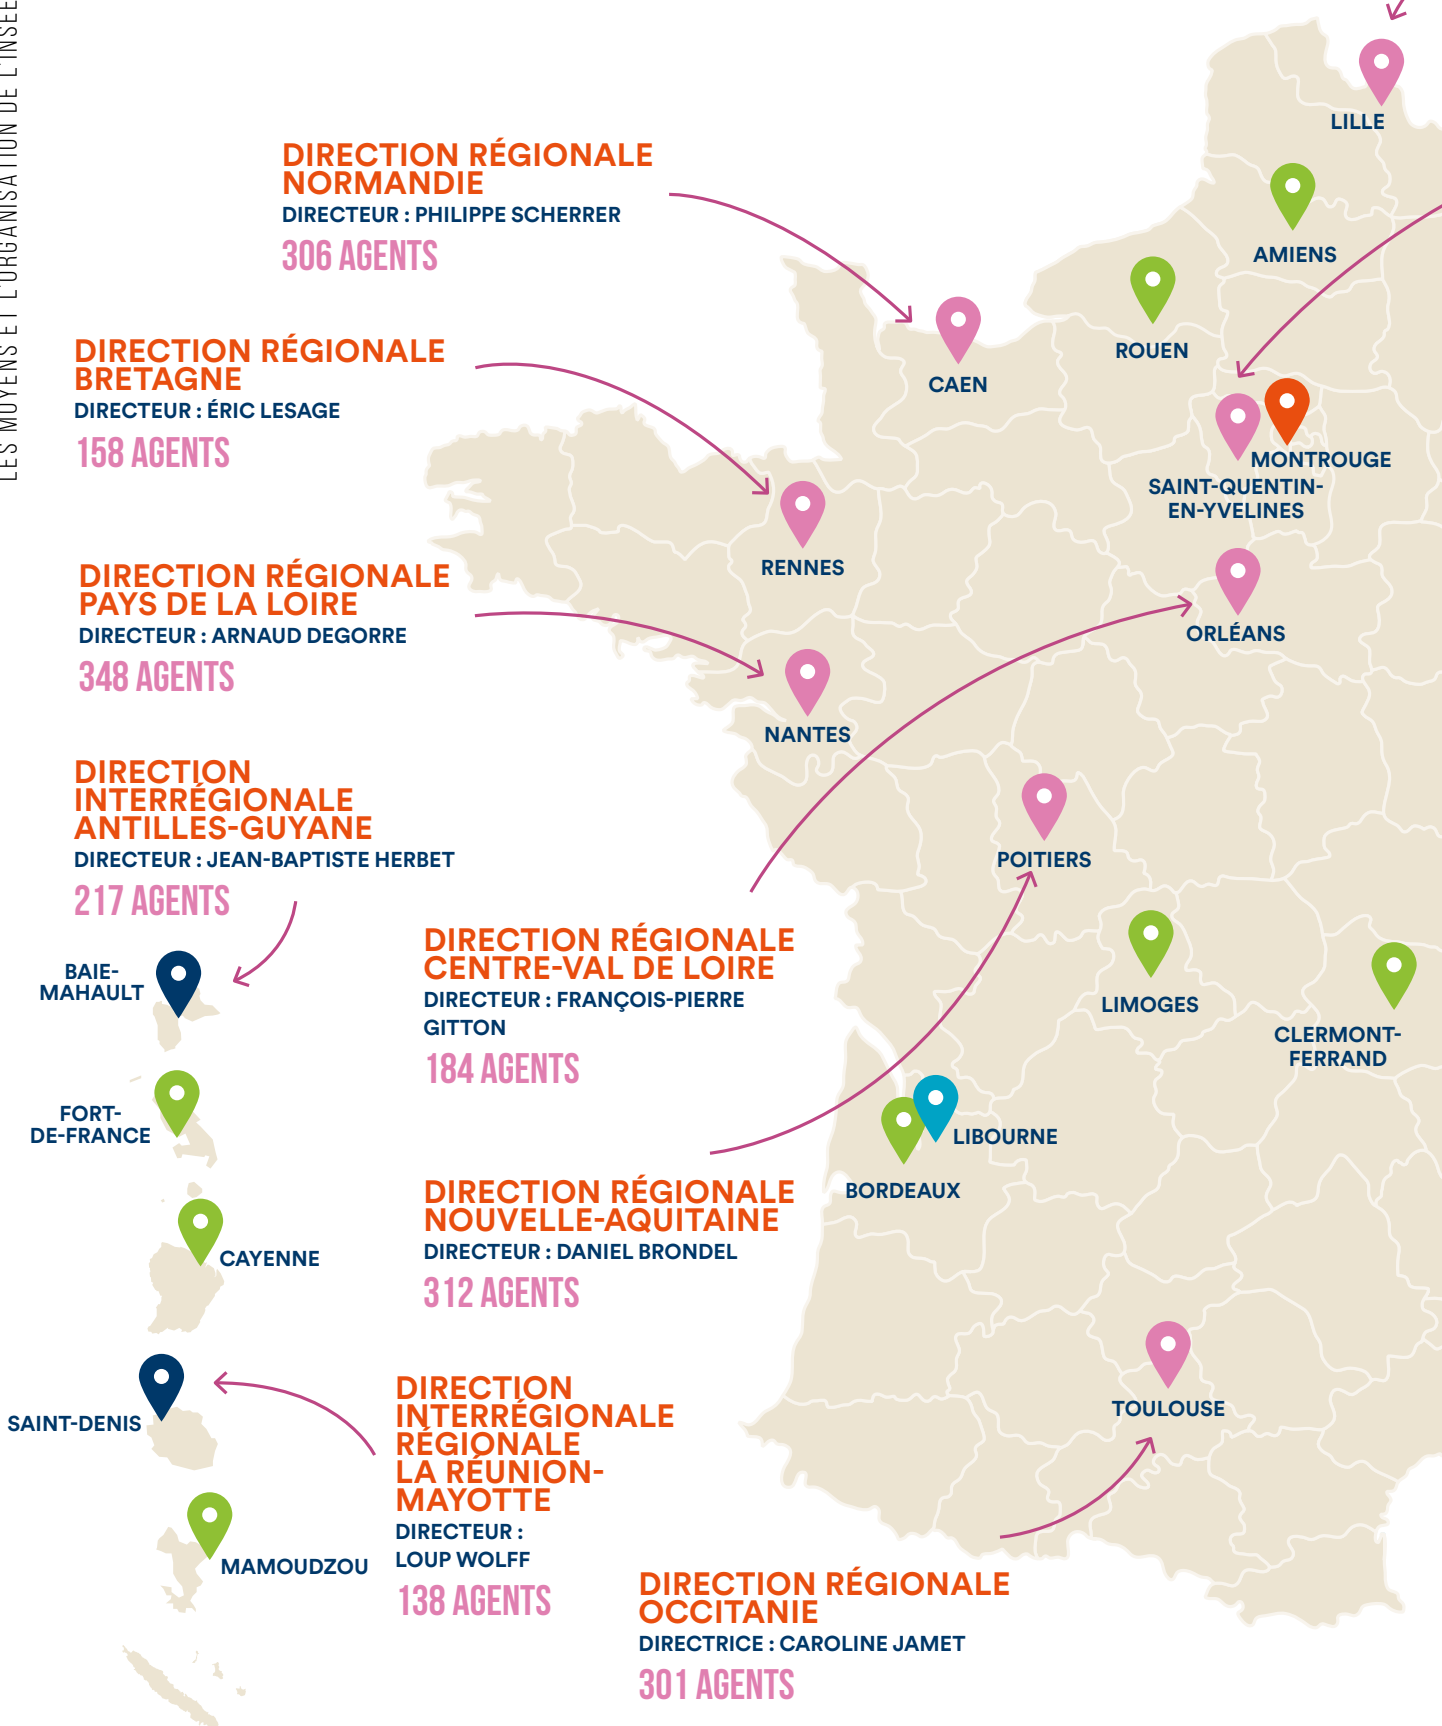 LES MOYENS ET L'ORGANISATION DE L'INSEE
LILLE
DIRECTION RÉGIONALE
NORMANDIE
DIRECTEUR : PHILIPPE SCHERRER
306 AGENTS
AMIENS
ROUEN
CAEN
DIRECTION RÉGIONALE
BRETAGNE
DIRECTEUR : ÉRIC LESAGE
158 AGENTS
MONTROUGE
SAINT-QUENTIN-
EN-YVELINES
RENNES
DIRECTION RÉGIONALE
PAYS DE LA LOIRE
DIRECTEUR : ARNAUD DEGORRE
348 AGENTS
ORLÉANS
NANTES
DIRECTION
INTERRÉGIONALE
ANTILLES-GUYANE
DIRECTEUR : JEAN-BAPTISTE HERBET
217 AGENTS
POITIERS
BAIE-
MAHAULT
DIRECTION RÉGIONALE
CENTRE-VAL DE LOIRE
DIRECTEUR : FRANÇOIS-PIERRE
GITTON
184 AGENTS
LIMOGES
CLERMONT-
FERRAND
FORT-
DE-FRANCE
LIBOURNE
BORDEAUX
DIRECTION RÉGIONALE
NOUVELLE-AQUITAINE
DIRECTEUR : DANIEL BRONDEL
312 AGENTS
CAYENNE
SAINT-DENIS
DIRECTION
INTERRÉGIONALE
RÉGIONALE
LA RÉUNION-
MAYOTTE
DIRECTEUR :
LOUP WOLFF
138 AGENTS
TOULOUSE
MAMOUDZOU
DIRECTION RÉGIONALE
OCCITANIE
DIRECTRICE : CAROLINE JAMET
301 AGENTS